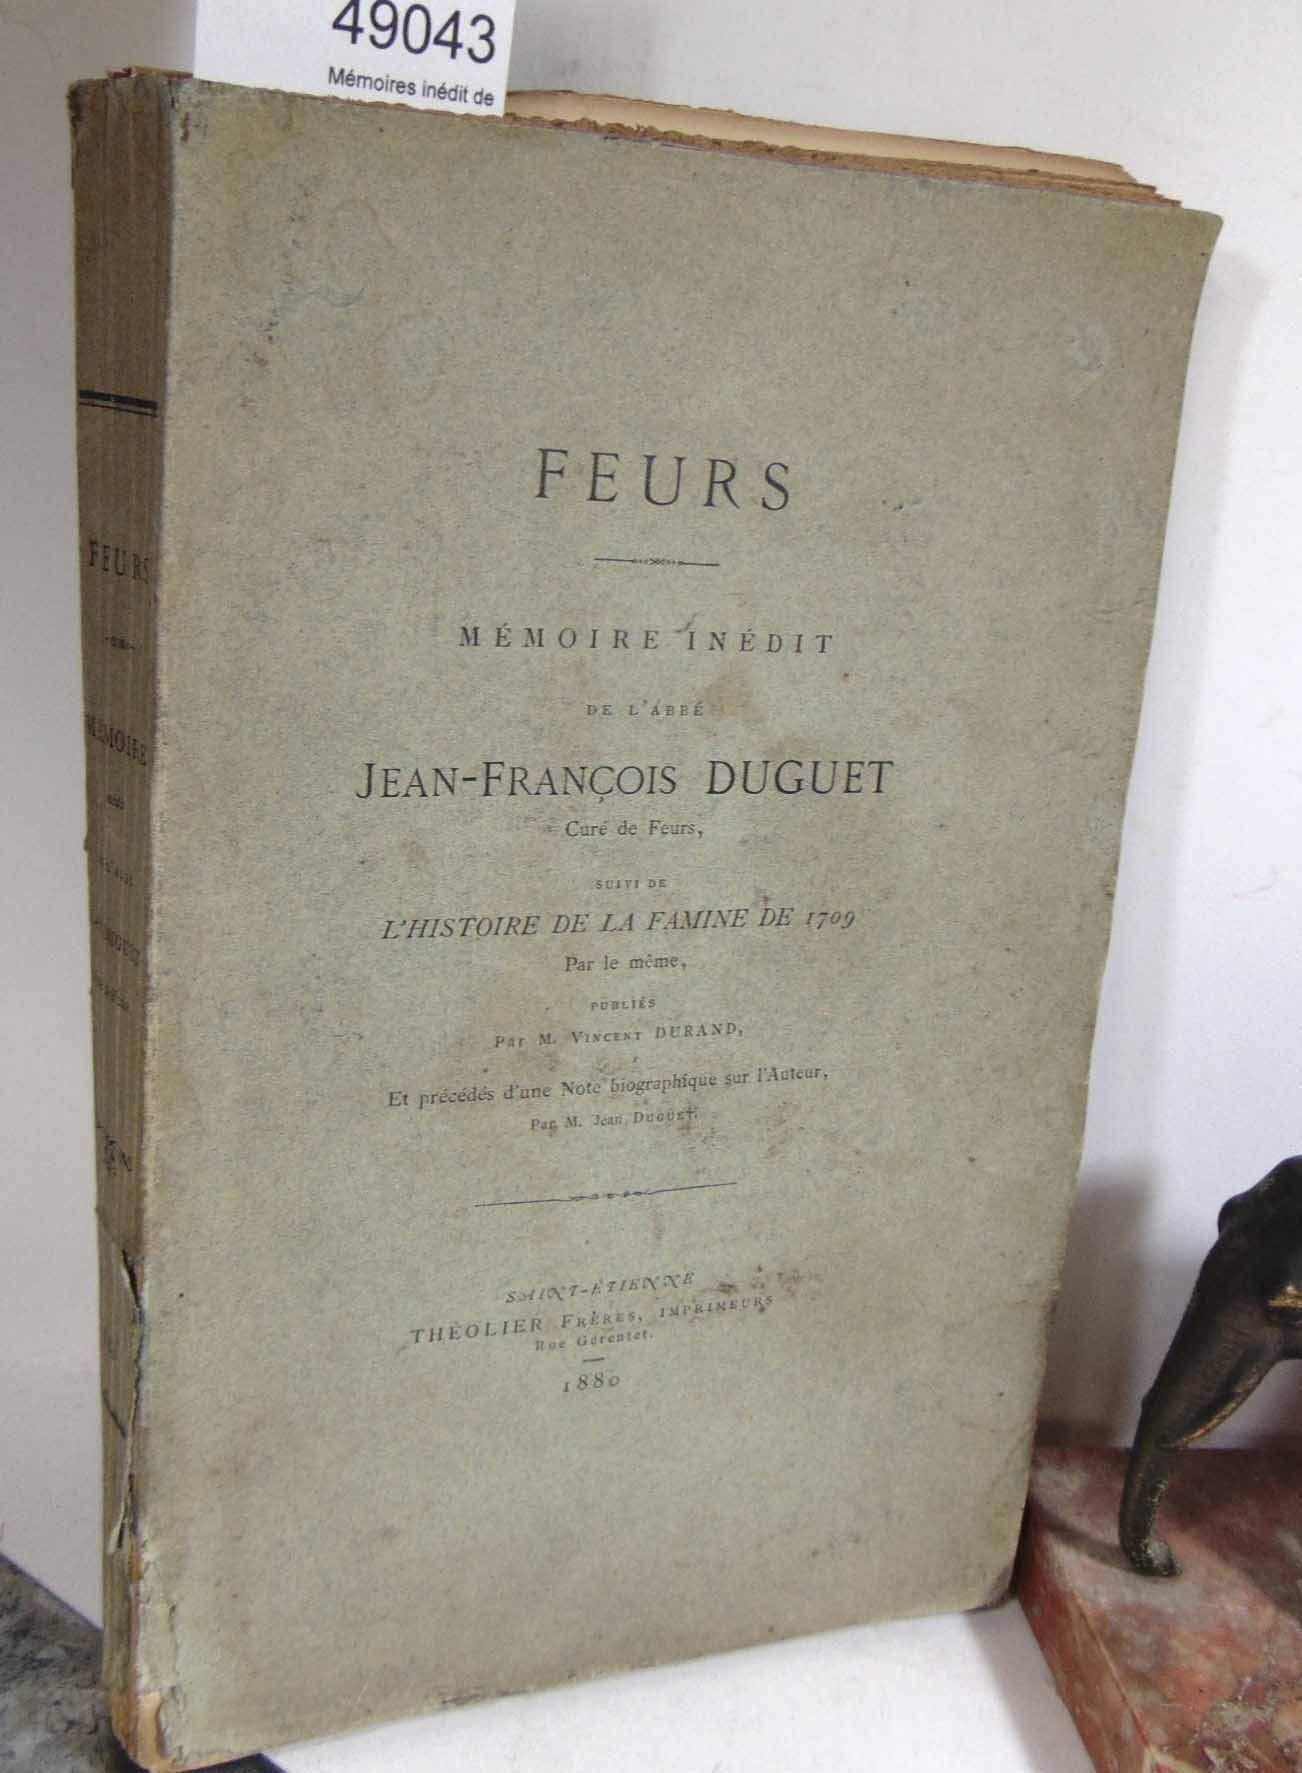 49043
Mémoires inédit de
FEURS
MÉMOIRE INÉDIT
DE L'ABBÉ
JEAN-FRANÇOIS DUGUET
Curé de Feurs,
SUIVI DE
L'HISTOIRE DE LA FAMINE DE 1709
Par le même,
PUBLIÉS
Par M. VINCENT DURAND,
Et précédés d'une Note biographique sur l'Auteur,
Par M. Jean DUGUET.
SAINT-ÉTIENNE
THÉOLIER FRÈRES, IMPRIMEURS
Rue Gérentet.
1880
FEURS
MÉMOIRE